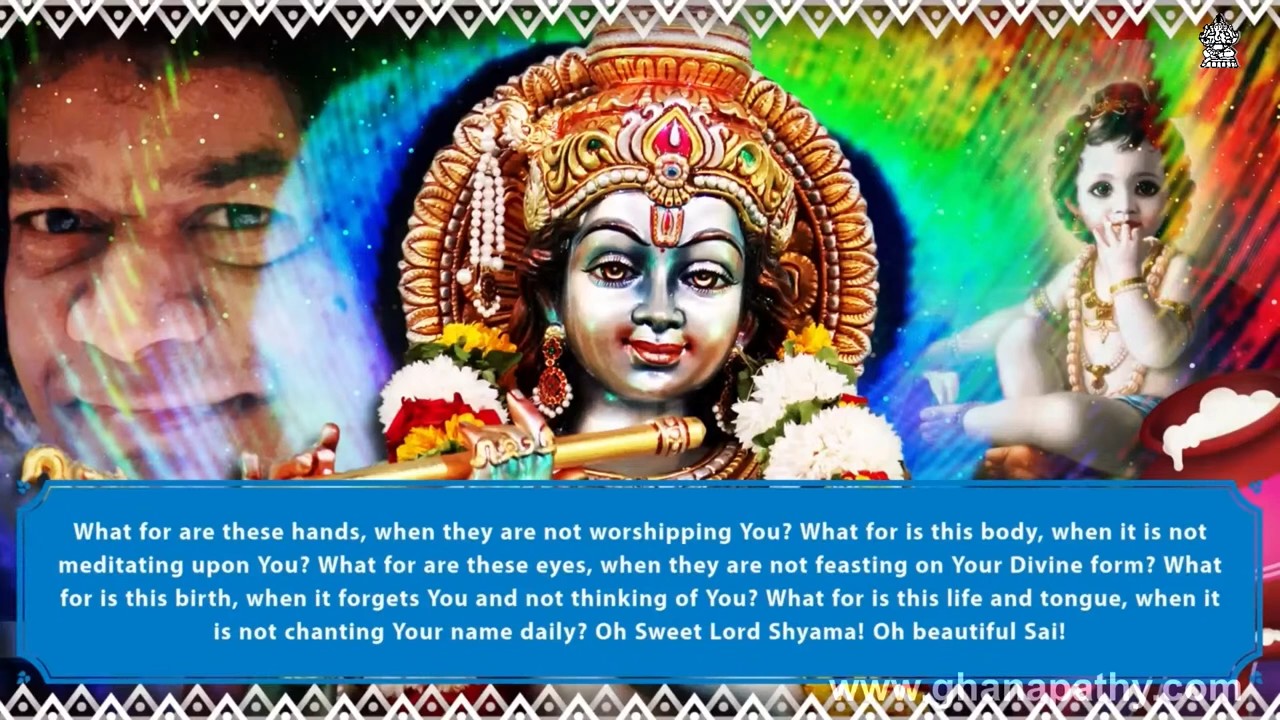 What for are these hands, when they are not worshipping You? What for is this body, when it is not
meditating upon You? What for are these eyes, when they are not feasting on Your Divine form? What
for is this birth, when it forgets You and not thinking of You? What for is this life and tongue, when it
is not chanting Your name daily? Oh Sweet Lord Shyama! Oh beautiful Sai!
www.ghanapathy.com